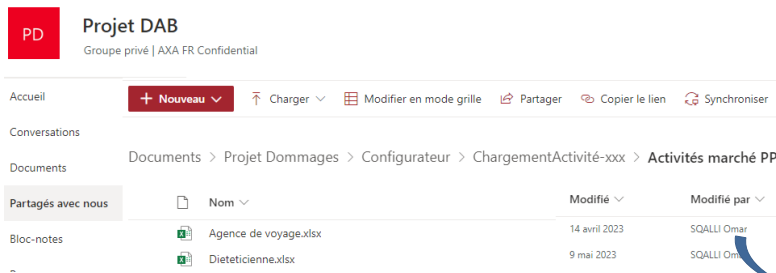 PD
Projet DAB
Groupe privé | AXA FR Confidential
Accueil
Conversations
Documents
Partagés avec nous
Bloc-notes
+ Nouveau
Charger
Modifier en mode grille
Partager
Copier le lien
Synchroniser
Documents > Projet Dommages > Configurateur > ChargementActivité-xxx > Activités marché PP
Nom Modifié Modifié par
Agence de voyage.xlsx 14 avril 2023 SQALLI Omar
Dieteticienne.xlsx 9 mai 2023 SQALLI